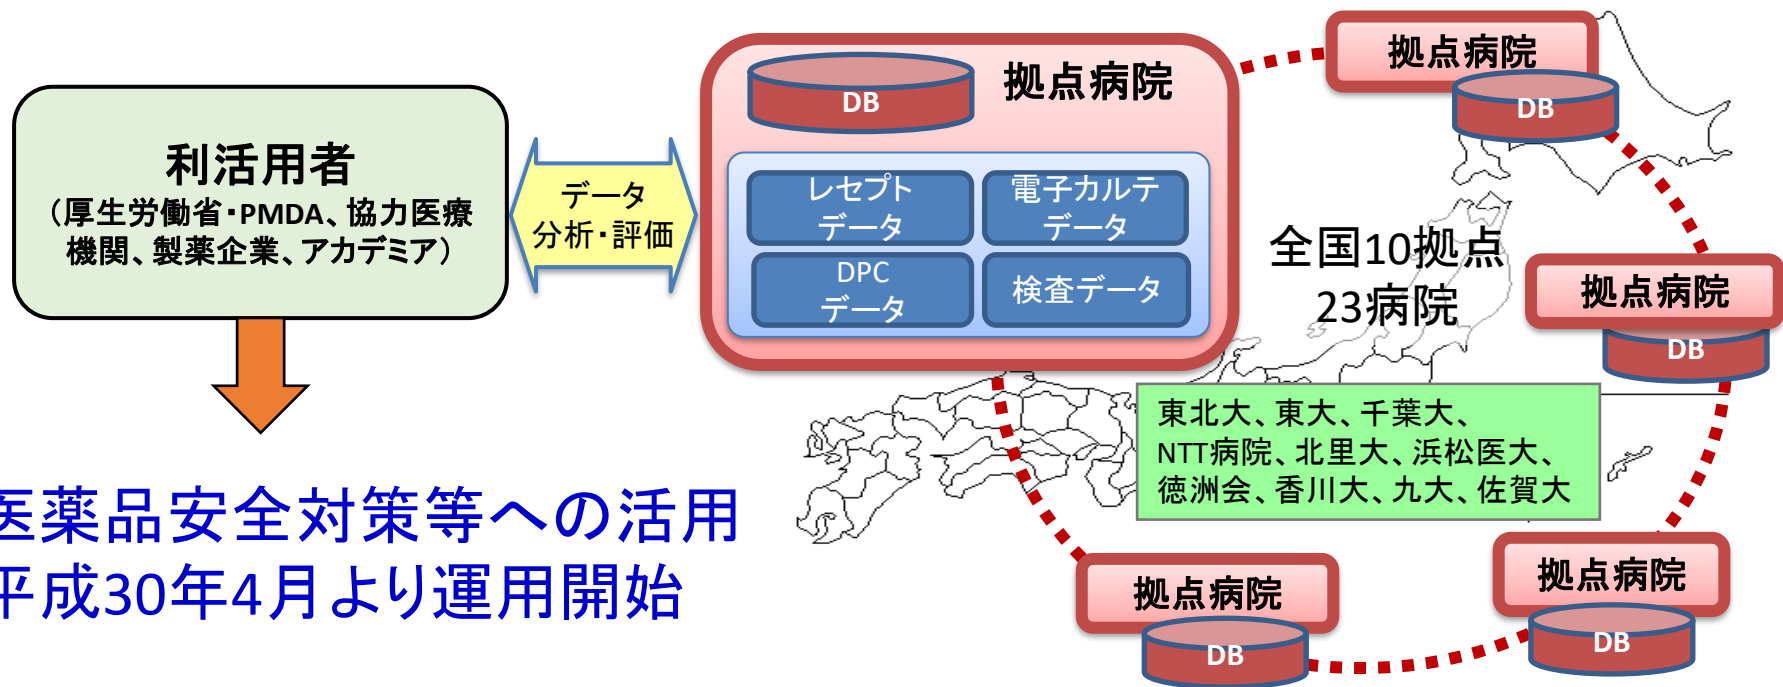 利活用者
（厚生労働省・PMDA、協力医療
機関、製薬企業、アカデミア）
データ
分析・評価
DB
拠点病院
レセプト
データ
電子カルテ
データ
DPC
データ
検査データ
拠点病院
DB
全国10拠点
23病院
拠点病院
DB
東北大、東大、千葉大、
NTT病院、北里大、浜松医大、
徳洲会、香川大、九大、佐賀大
拠点病院
DB
拠点病院
DB
医薬品安全対策等への活用
平成30年4月より運用開始